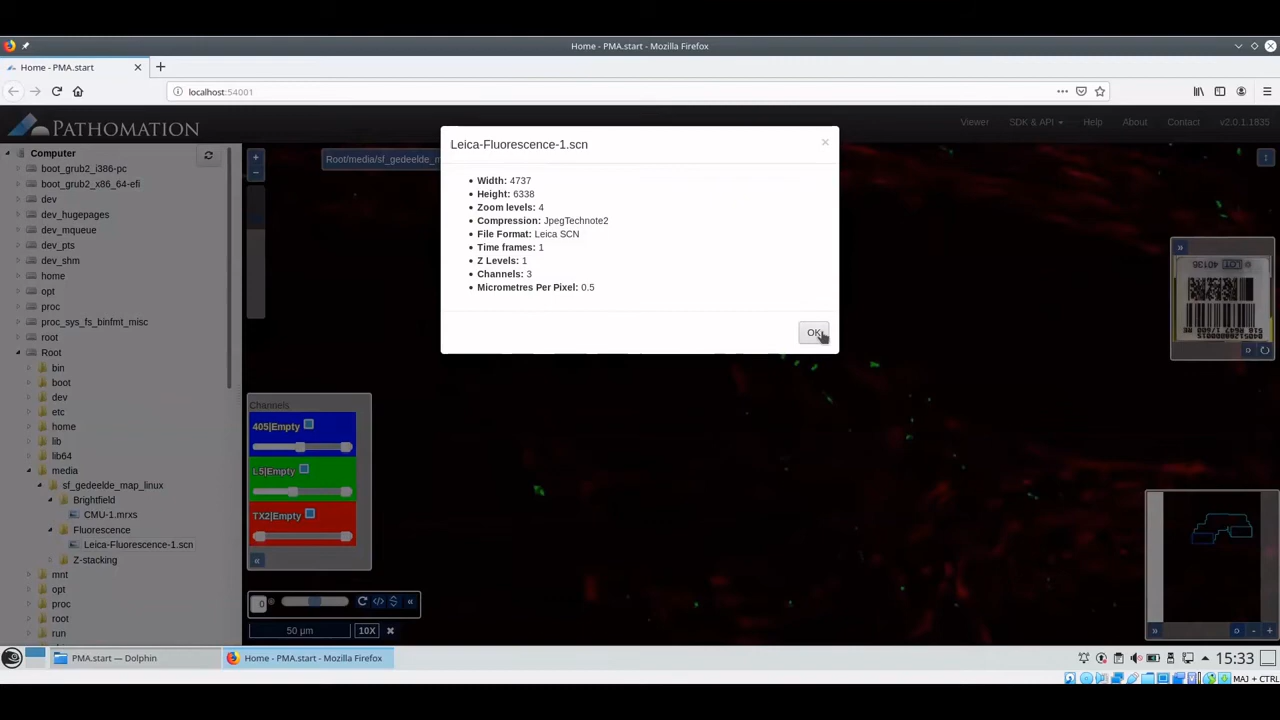 Home - PMA.start - Mozilla Firefox
Home - PMA.start
localhost:54001
PATHOMATION
Viewer
SDK & API
Help
About
Contact
v2.0.1.1835
Computer
boot_grub2_i386-pc
boot_grub2_x86_64-efi
dev
dev_hugepages
dev_mqueue
dev_pts
dev_shm
home
opt
proc
proc_sys_fs_binfmt_misc
root
Root
bin
boot
dev
etc
home
lib
lib64
media
sf_gedeelde_map_linux
Brightfield
CMU-1.mrxs
Fluorescence
Leica-Fluorescence-1.scn
Z-stacking
mnt
opt
proc
root
run
+
−
Root/media/sf_gedeelde_m
Leica-Fluorescence-1.scn
×
• Width: 4737
• Height: 6338
• Zoom levels: 4
• Compression: JpegTechnote2
• File Format: Leica SCN
• Time frames: 1
• Z Levels: 1
• Channels: 3
• Micrometres Per Pixel: 0.5
OK
Channels
405|Empty
L5|Empty
TX2|Empty
«
0
«
50 µm
10X
»
»
- +
PMA.start — Dolphin
Home - PMA.start - Mozilla Firefox
15:33
MAJ + CTRL